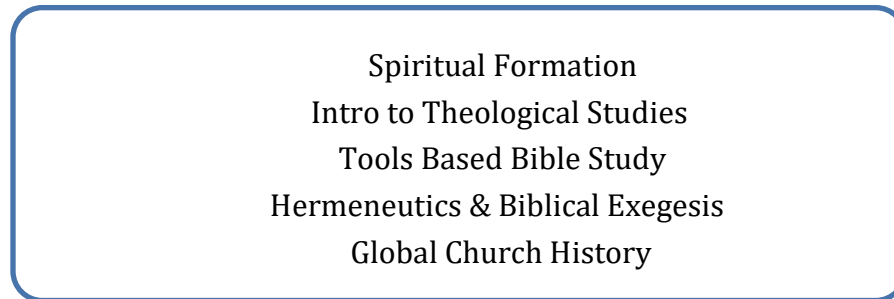 Spiritual Formation
Intro to Theological Studies
Tools Based Bible Study
Hermeneutics & Biblical Exegesis
Global Church History